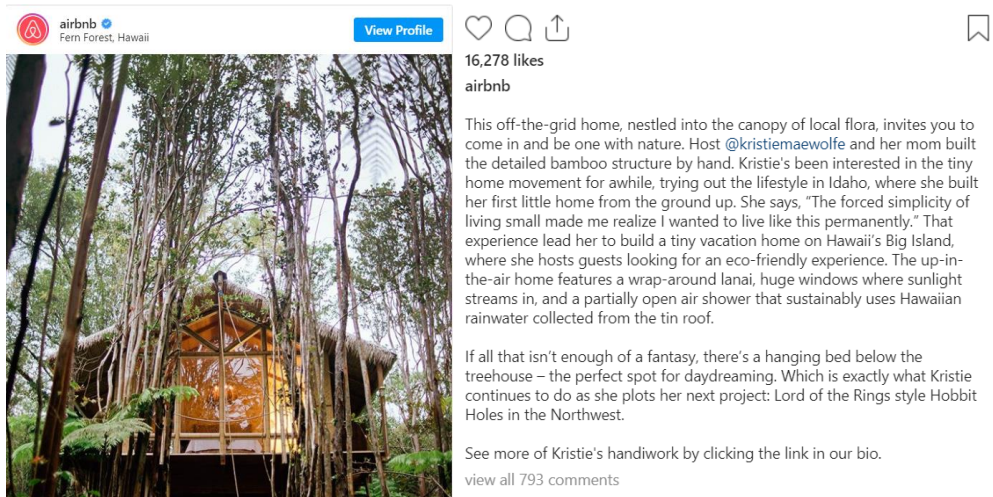 airbnb
Fern Forest, Hawaii
View Profile
16,278 likes
airbnb
This off-the-grid home, nestled into the canopy of local flora, invites you to
come in and be one with nature. Host @kristiemaewolfe and her mom built
the detailed bamboo structure by hand. Kristie's been interested in the tiny
home movement for awhile, trying out the lifestyle in Idaho, where she built
her first little home from the ground up. She says, “The forced simplicity of
living small made me realize I wanted to live like this permanently.” That
experience lead her to build a tiny vacation home on Hawaii’s Big Island,
where she hosts guests looking for an eco-friendly experience. The up-in-
the-air home features a wrap-around lanai, huge windows where sunlight
streams in, and a partially open air shower that sustainably uses Hawaiian
rainwater collected from the tin roof.
If all that isn’t enough of a fantasy, there’s a hanging bed below the
treehouse – the perfect spot for daydreaming. Which is exactly what Kristie
continues to do as she plots her next project: Lord of the Rings style Hobbit
Holes in the Northwest.
See more of Kristie's handiwork by clicking the link in our bio.
view all 793 comments